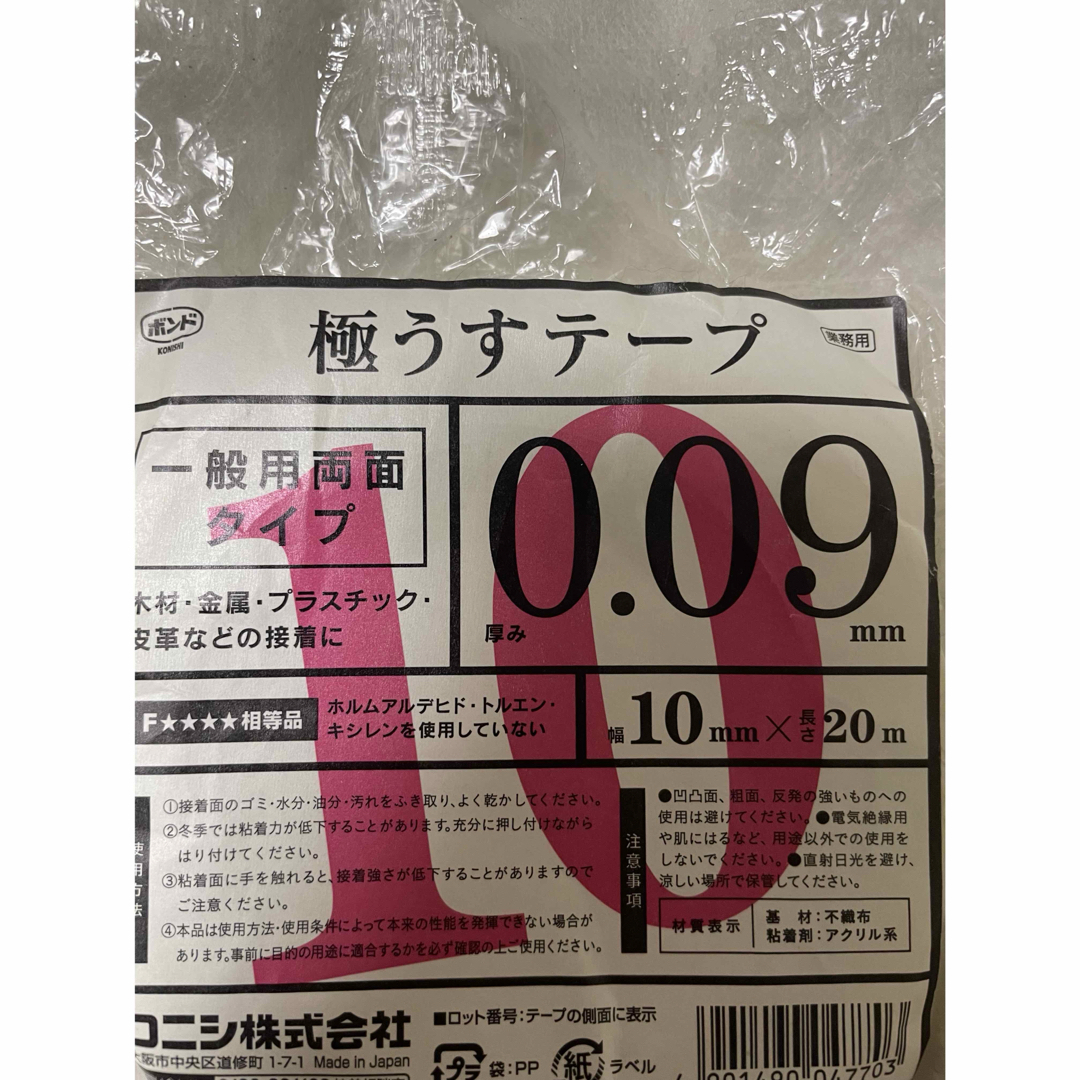 ボンド
KONISHI
極うすテープ
業務用
10
一般用両面
タイプ
木材・金属・プラスチック・
皮革などの接着に
0.09
厚み
mm
F★★★★相等品
ホルムアルデヒド・トルエン・
キシレンを使用していない
幅10mm×長さ20m
使用方法
①接着面のゴミ・水分・油分・汚れをふき取り、よく乾かしてください。
②冬季では粘着力が低下することがあります。充分に押し付けながら
はり付けてください。
③粘着面に手を触れると、接着強さが低下することがありますので
ご注意ください。
④本品は使用方法・使用条件によって本来の性能を発揮できない場合が
あります。事前に目的の用途に適合するかを必ず確認の上ご使用ください。
注意事項
●凹凸面、粗面、反発の強いものへの
使用は避けてください。●電気絶縁用
や肌にはるなど、用途以外での使用を
しないでください。●直射日光を避け、
涼しい場所で保管してください。
材質表示
基 材：不織布
粘着剤：アクリル系
コニシ株式会社
大阪市中央区道修町 1-7-1 Made in Japan
■ロット番号：テープの側面に表示
プラ 袋：PP 紙 ラベル
4 901490 047703